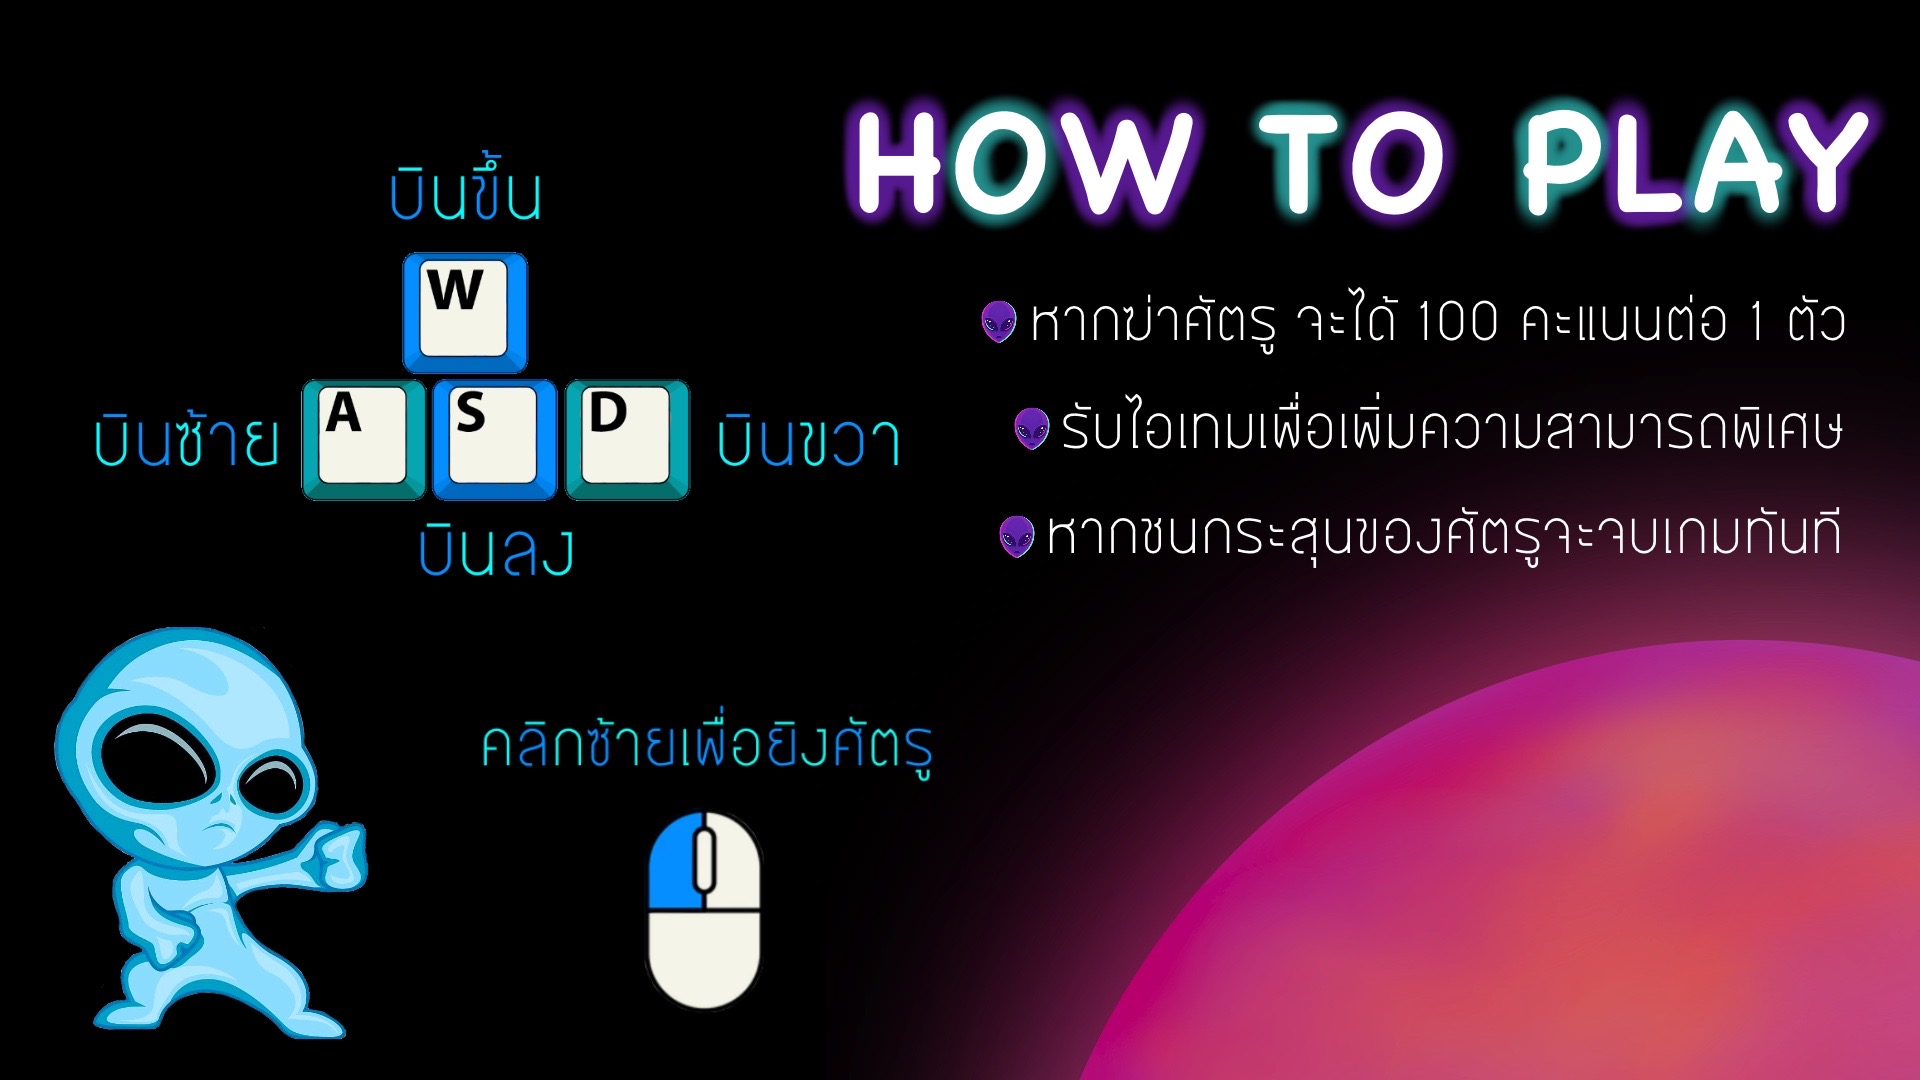 HOW TO PLAY
บินขึ้น
W
บินซ้าย A S D บินขวา
บินลง
หากฆ่าศัตรู จะได้ 100 คะแนนต่อ 1 ตัว
รับไอเทมเพื่อเพิ่มความสามารถพิเศษ
หากชนกระสุนของศัตรูจะจบเกมทันที
คลิกซ้ายเพื่อยิงศัตรู